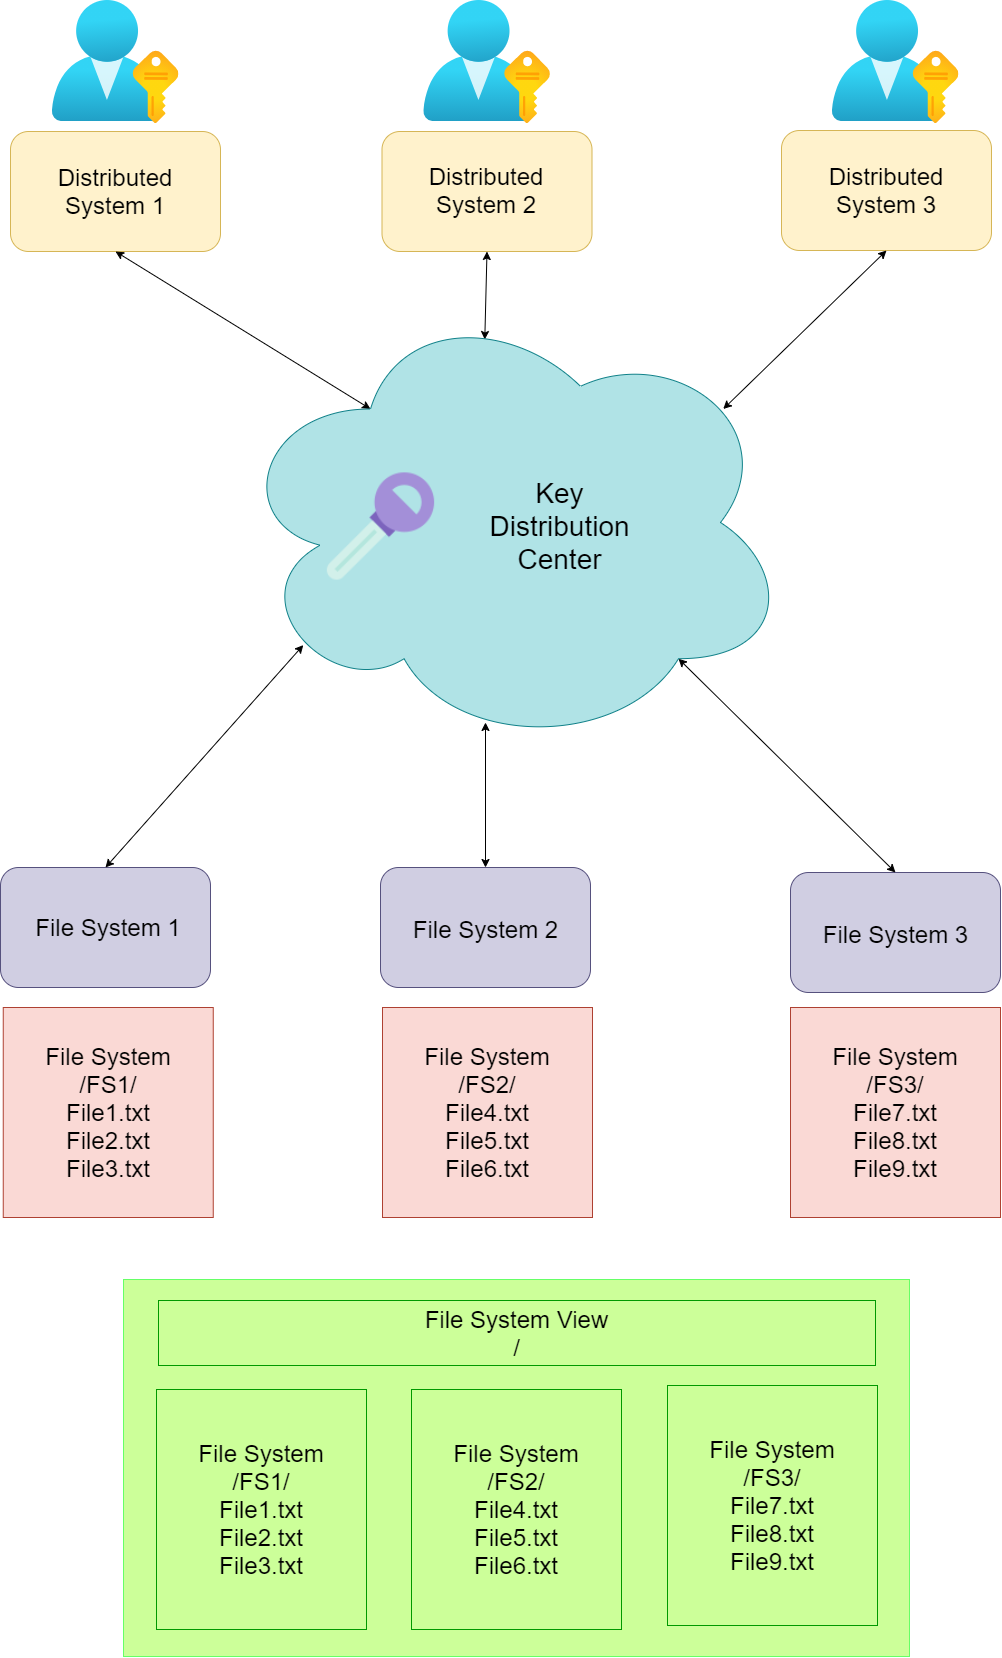 Distributed
System 1
Distributed
System 2
Distributed
System 3
Key
Distribution
Center
File System 1
File System 2
File System 3
File System
/FS1/
File1.txt
File2.txt
File3.txt
File System
/FS2/
File4.txt
File5.txt
File6.txt
File System
/FS3/
File7.txt
File8.txt
File9.txt
File System View
/
File System
/FS1/
File1.txt
File2.txt
File3.txt
File System
/FS2/
File4.txt
File5.txt
File6.txt
File System
/FS3/
File7.txt
File8.txt
File9.txt